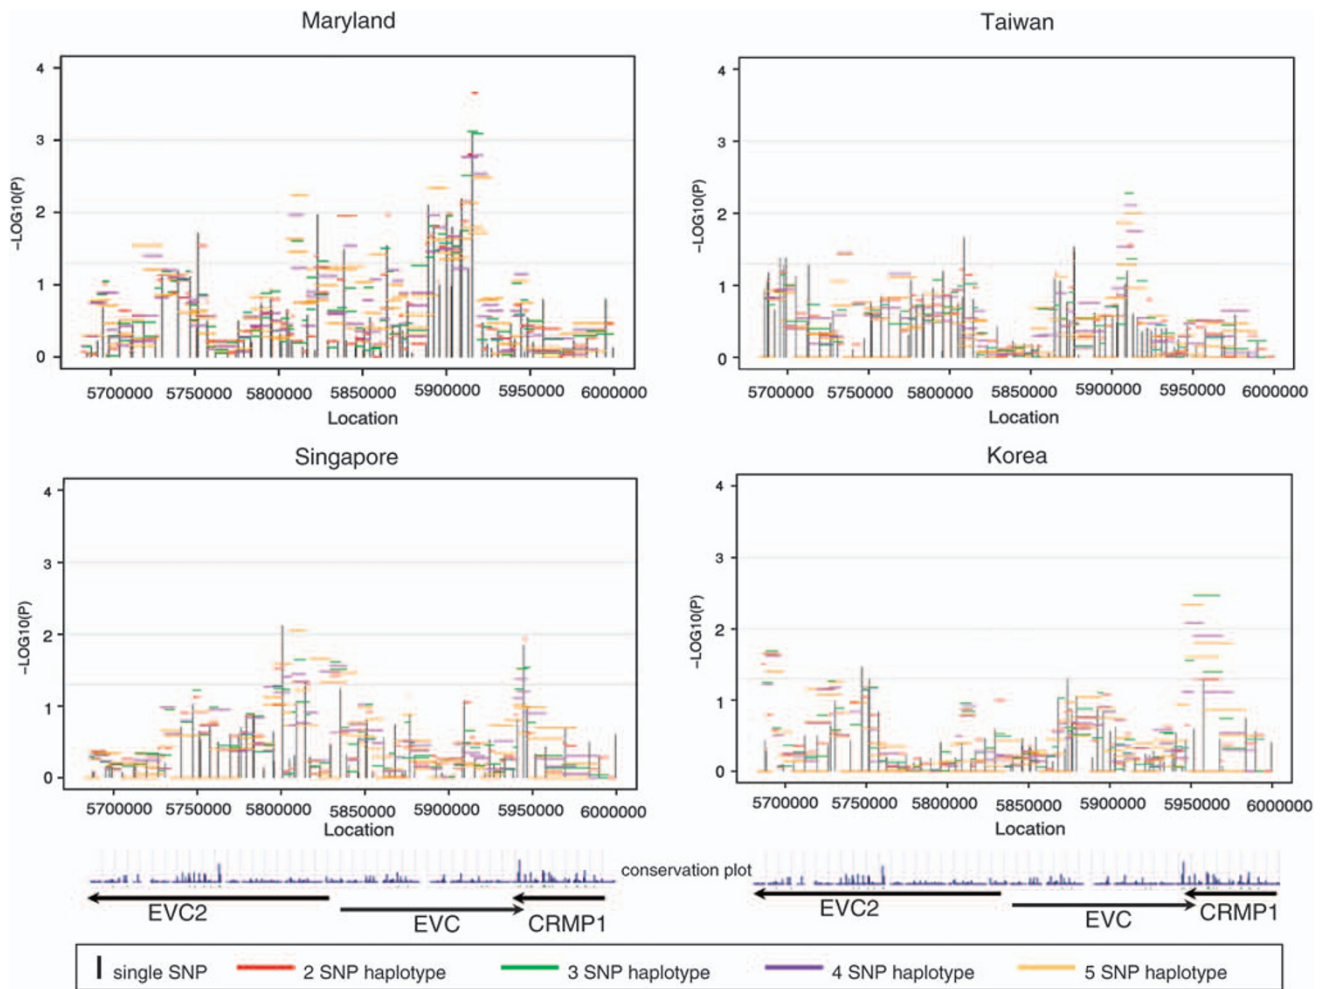 Maryland
Taiwan
4
3
2
1
0
-LOG10(P)
5700000 5750000 5800000 5850000 5900000 5950000 6000000
Location
4
3
2
1
0
-LOG10(P)
5700000 5750000 5800000 5850000 5900000 5950000 6000000
Location
Singapore
Korea
4
3
2
1
0
-LOG10(P)
5700000 5750000 5800000 5850000 5900000 5950000 6000000
Location
4
3
2
1
0
-LOG10(P)
5700000 5750000 5800000 5850000 5900000 5950000 6000000
Location
conservation plot
EVC2
EVC
CRMP1
EVC2
EVC
CRMP1
single SNP 2 SNP haplotype 3 SNP haplotype 4 SNP haplotype 5 SNP haplotype